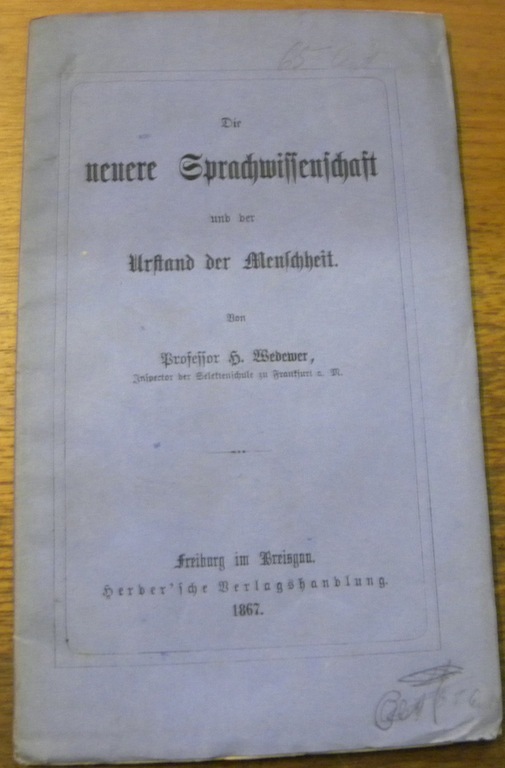 Die
neuere Sprachwissenschaft
und der
Urstand der Menschheit.
Von
Professor H. Wedewer,
Inspector der Selektenschule zu Frankfurt a. M.
Freiburg im Breisgau.
Herder'sche Verlagshandlung.
1867.